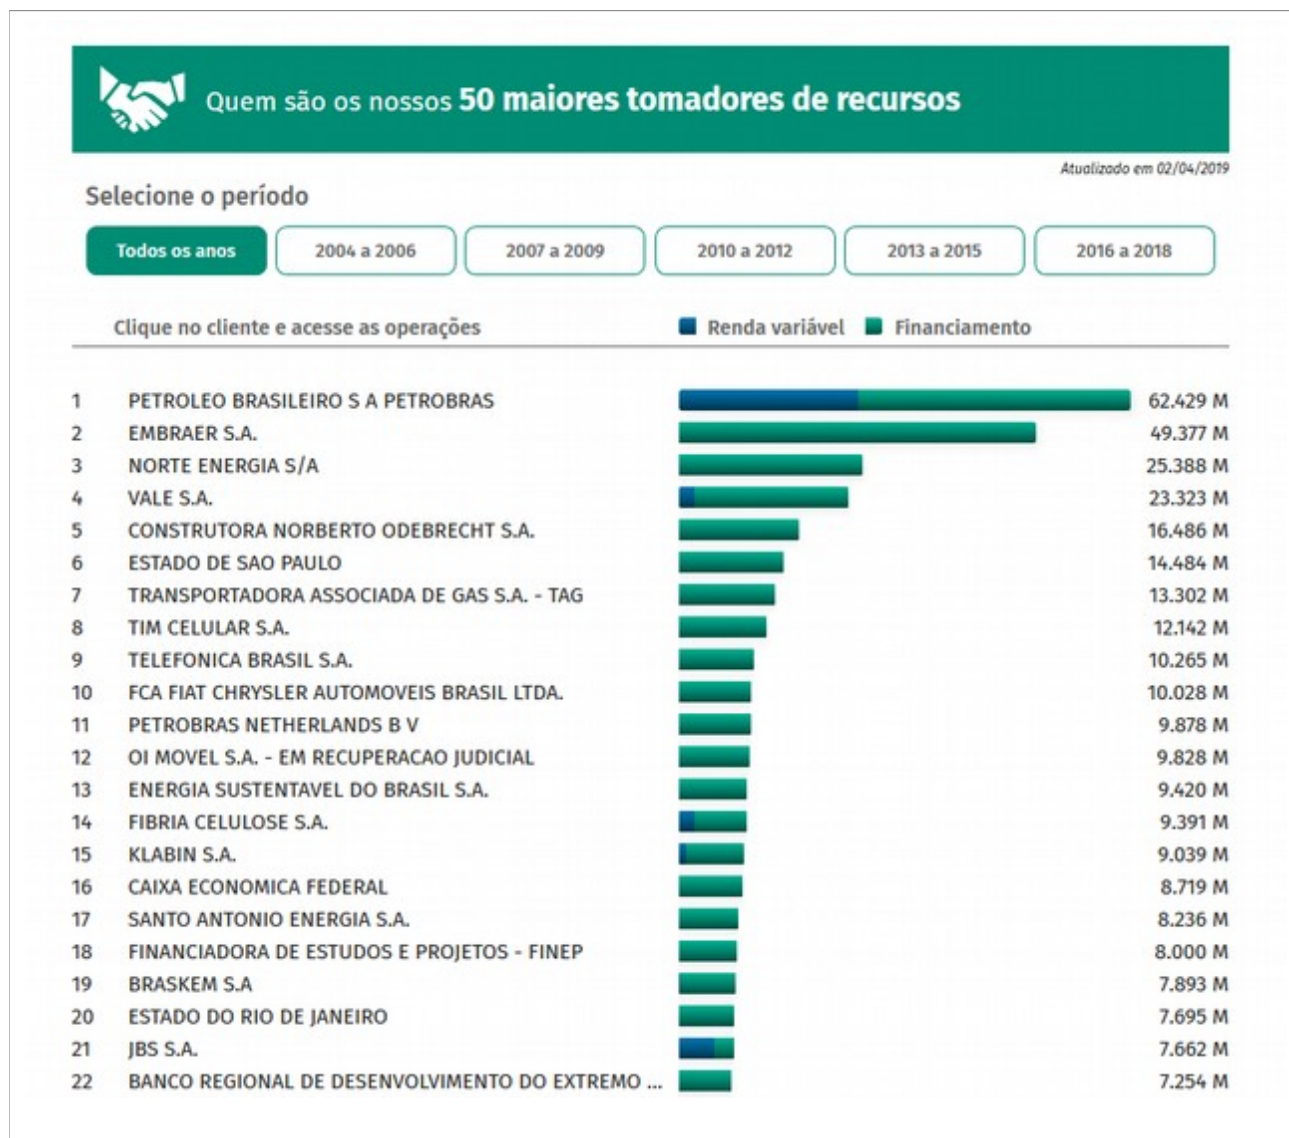 Quem são os nossos 50 maiores tomadores de recursos
Atualizado em 02/04/2019
Selecione o período
Todos os anos 2004 a 2006 2007 a 2009 2010 a 2012 2013 a 2015 2016 a 2018
Clique no cliente e acesse as operações Renda variável Financiamento
1 PETROLEO BRASILEIRO S A PETROBRAS 62.429 M
2 EMBRAER S.A. 49.377 M
3 NORTE ENERGIA S/A 25.388 M
4 VALE S.A. 23.323 M
5 CONSTRUTORA NORBERTO ODEBRECHT S.A. 16.486 M
6 ESTADO DE SAO PAULO 14.484 M
7 TRANSPORTADORA ASSOCIADA DE GAS S.A. - TAG 13.302 M
8 TIM CELULAR S.A. 12.142 M
9 TELEFONICA BRASIL S.A. 10.265 M
10 FCA FIAT CHRYSLER AUTOMOVEIS BRASIL LTDA. 10.028 M
11 PETROBRAS NETHERLANDS B V 9.878 M
12 OI MOVEL S.A. - EM RECUPERACAO JUDICIAL 9.828 M
13 ENERGIA SUSTENTAVEL DO BRASIL S.A. 9.420 M
14 FIBRIA CELULOSE S.A. 9.391 M
15 KLABIN S.A. 9.039 M
16 CAIXA ECONOMICA FEDERAL 8.719 M
17 SANTO ANTONIO ENERGIA S.A. 8.236 M
18 FINANCIADORA DE ESTUDOS E PROJETOS - FINEP 8.000 M
19 BRASKEM S.A 7.893 M
20 ESTADO DO RIO DE JANEIRO 7.695 M
21 JBS S.A. 7.662 M
22 BANCO REGIONAL DE DESENVOLVIMENTO DO EXTREMO ... 7.254 M